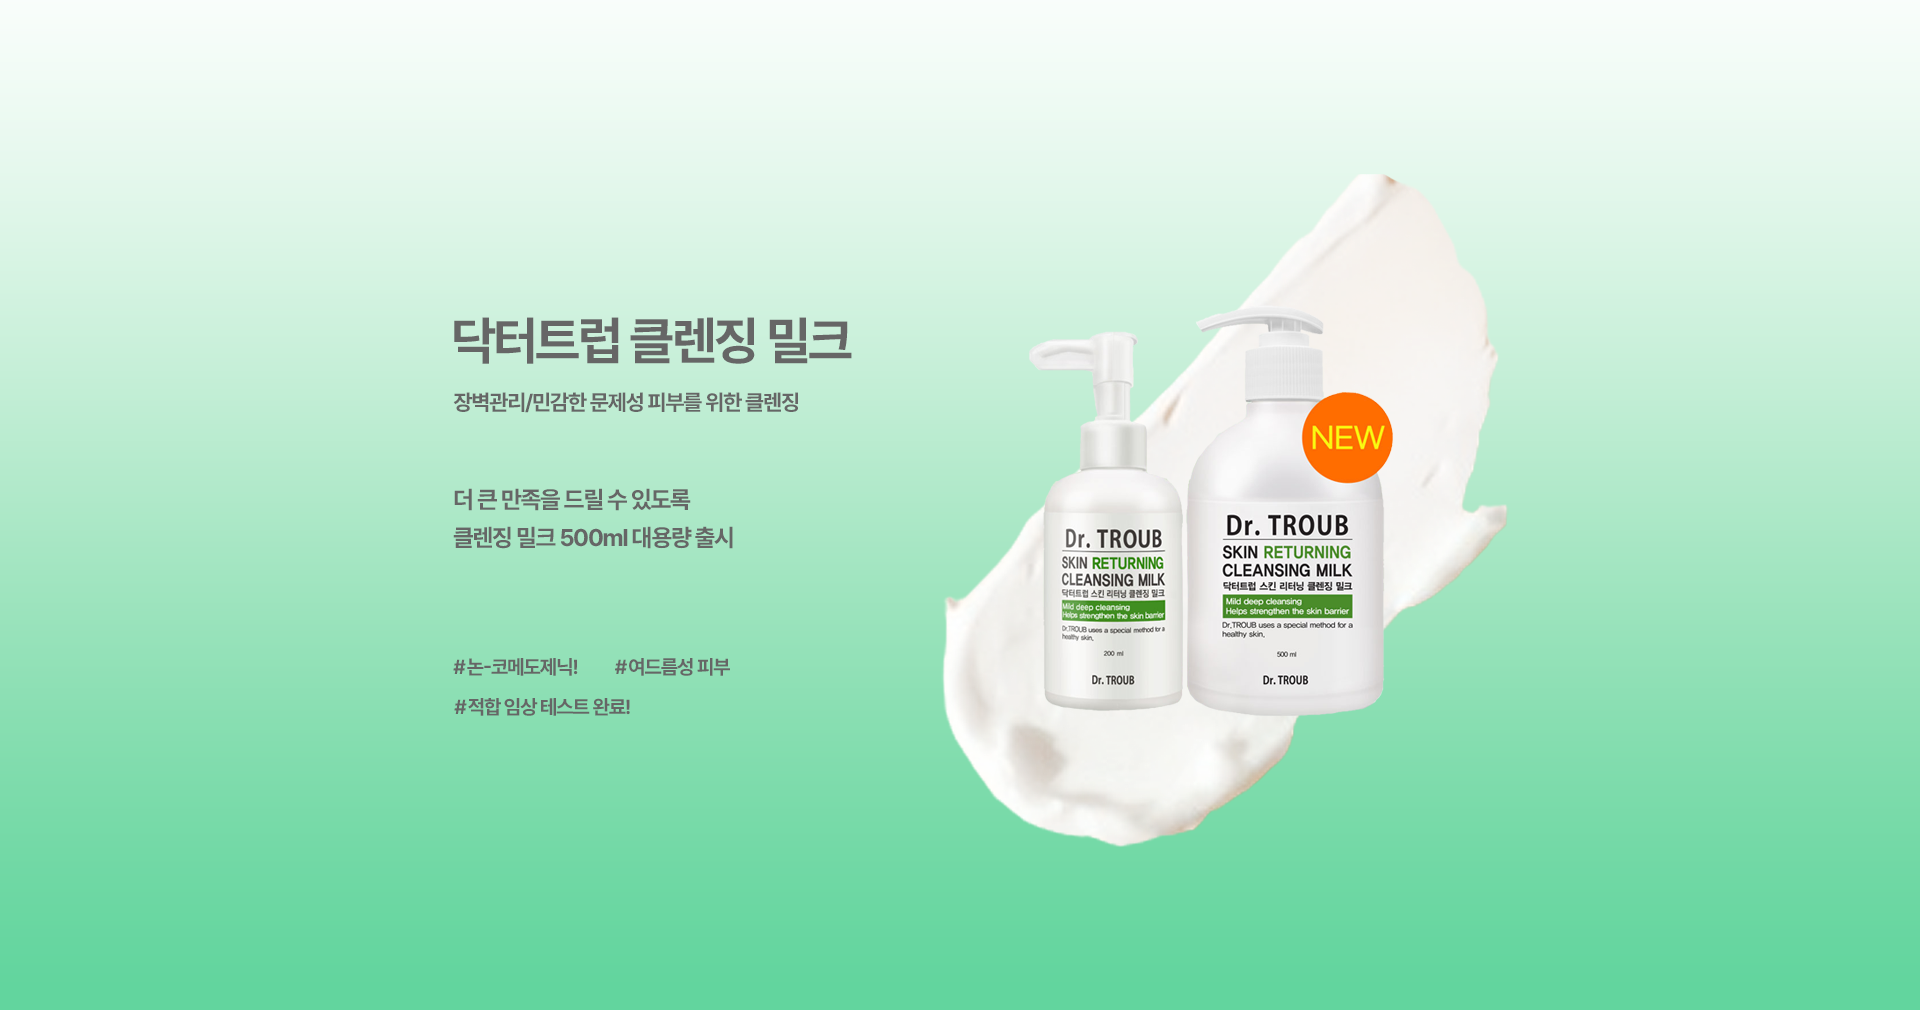 닥터트럽 클렌징 밀크
장벽관리/민감한 문제성 피부를 위한 클렌징
더 큰 만족을 드릴 수 있도록
클렌징 밀크 500ml 대용량 출시
#논-코메도제닉! #여드름성 피부
#적합 임상 테스트 완료!
Dr. TROUB
SKIN RETURNING
CLEANSING MILK
닥터트럽 스킨 리터닝 클렌징 밀크
Mild deep cleansing
Helps strengthen the skin barrier
Dr.TROUB uses a special method for a
healthy skin.
200 ml
Dr. TROUB
NEW
Dr. TROUB
SKIN RETURNING
CLEANSING MILK
닥터트럽 스킨 리터닝 클렌징 밀크
Mild deep cleansing
Helps strengthen the skin barrier
Dr.TROUB uses a special method for a
healthy skin.
500 ml
Dr. TROUB